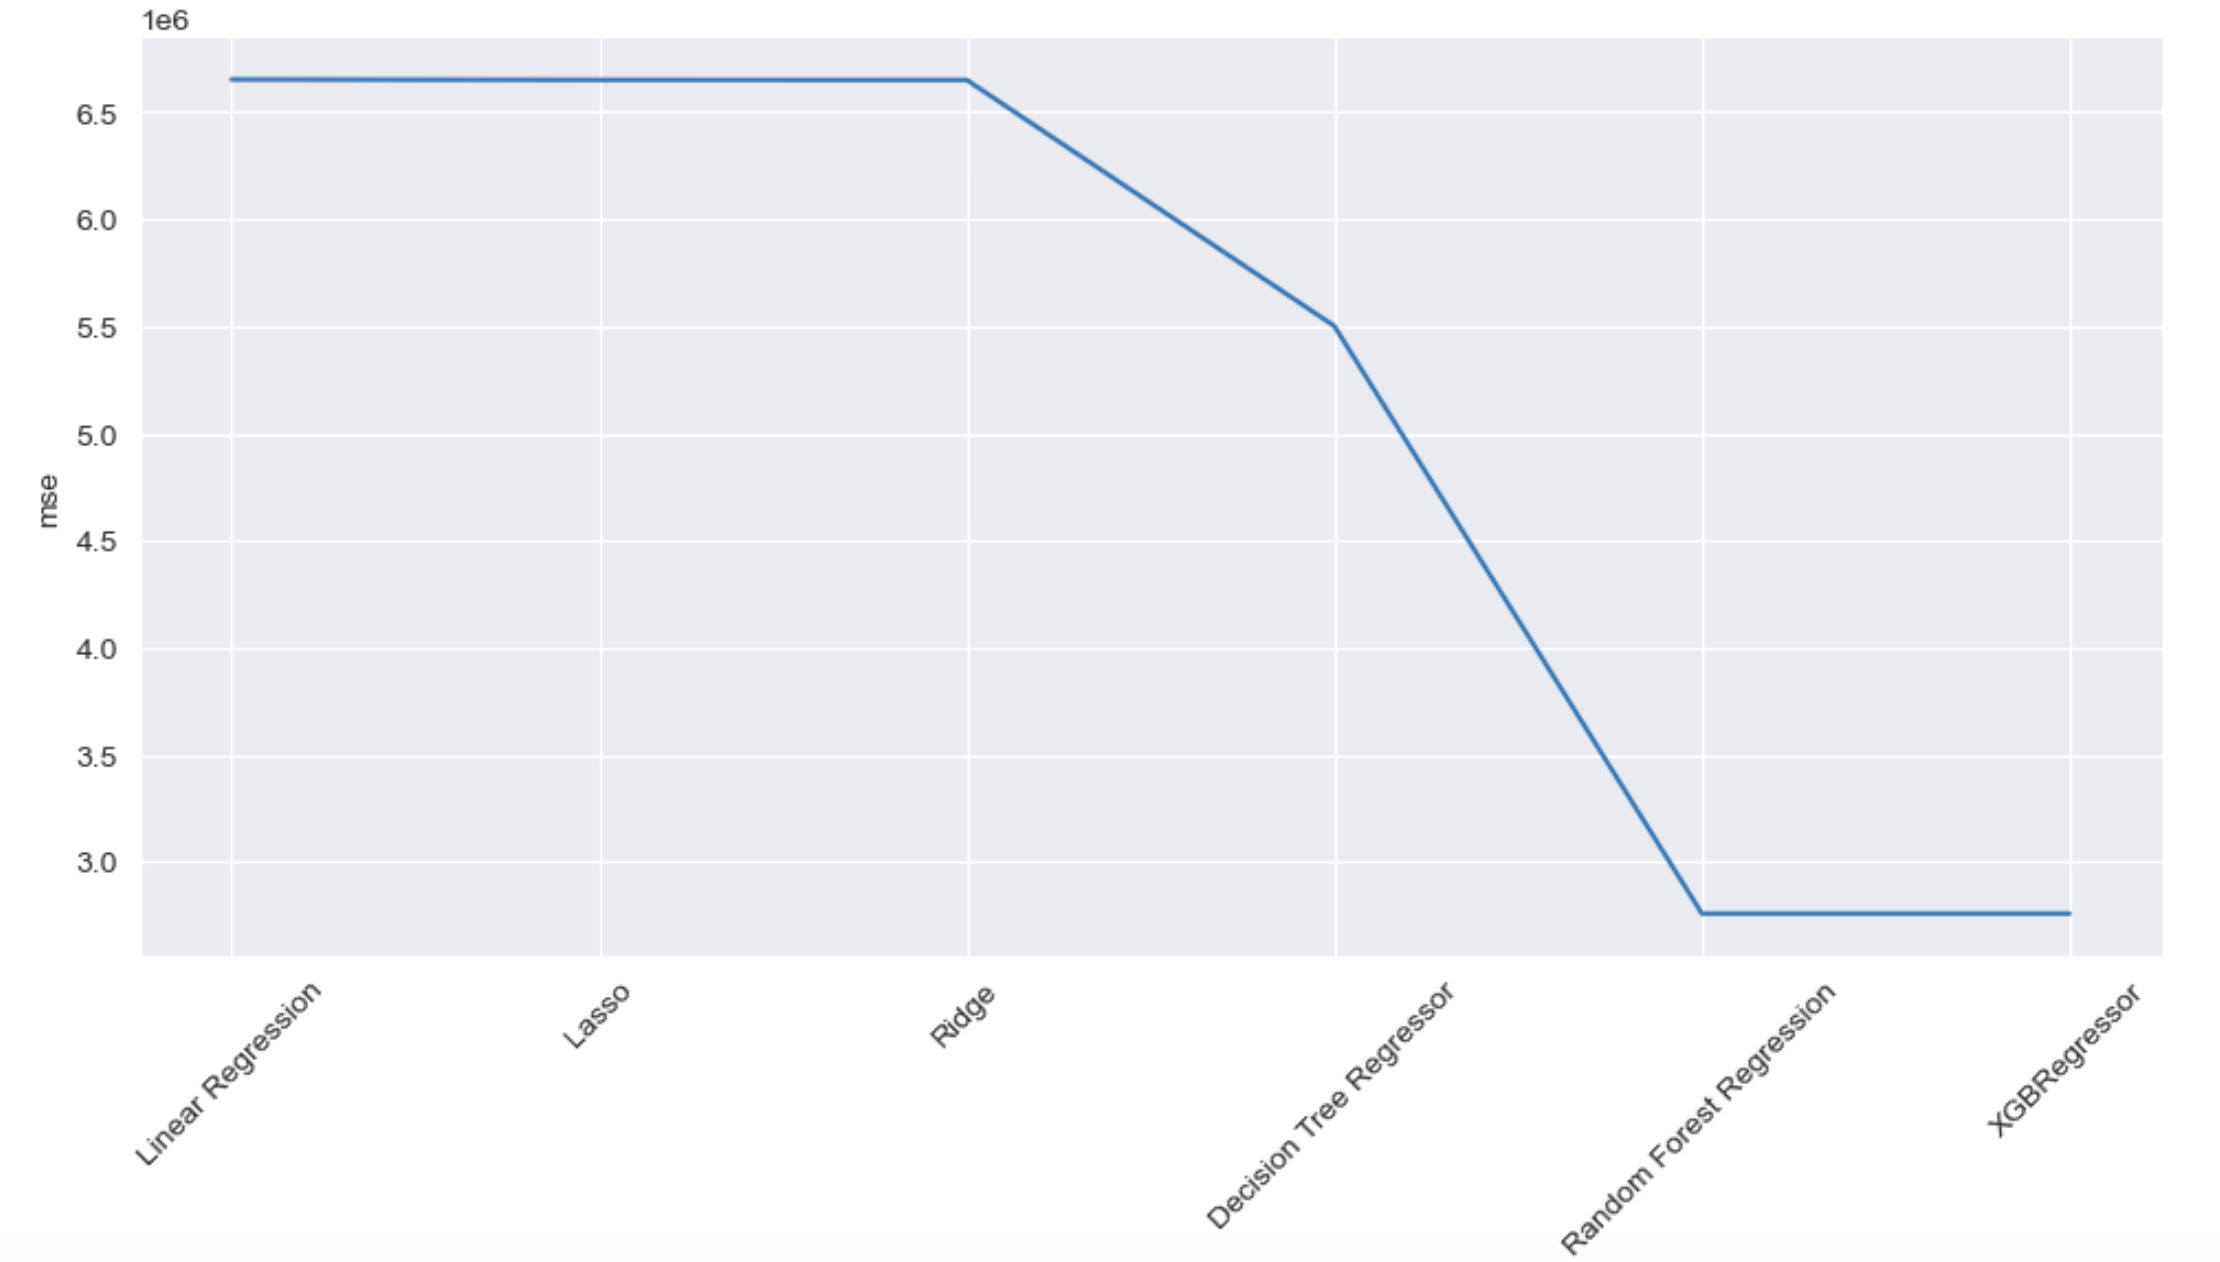 1e6
6.5
6.0
5.5
5.0
4.5
4.0
3.5
3.0
mse
Linear Regression
Lasso
Ridge
Decision Tree Regressor
Random Forest Regression
XGBRegressor